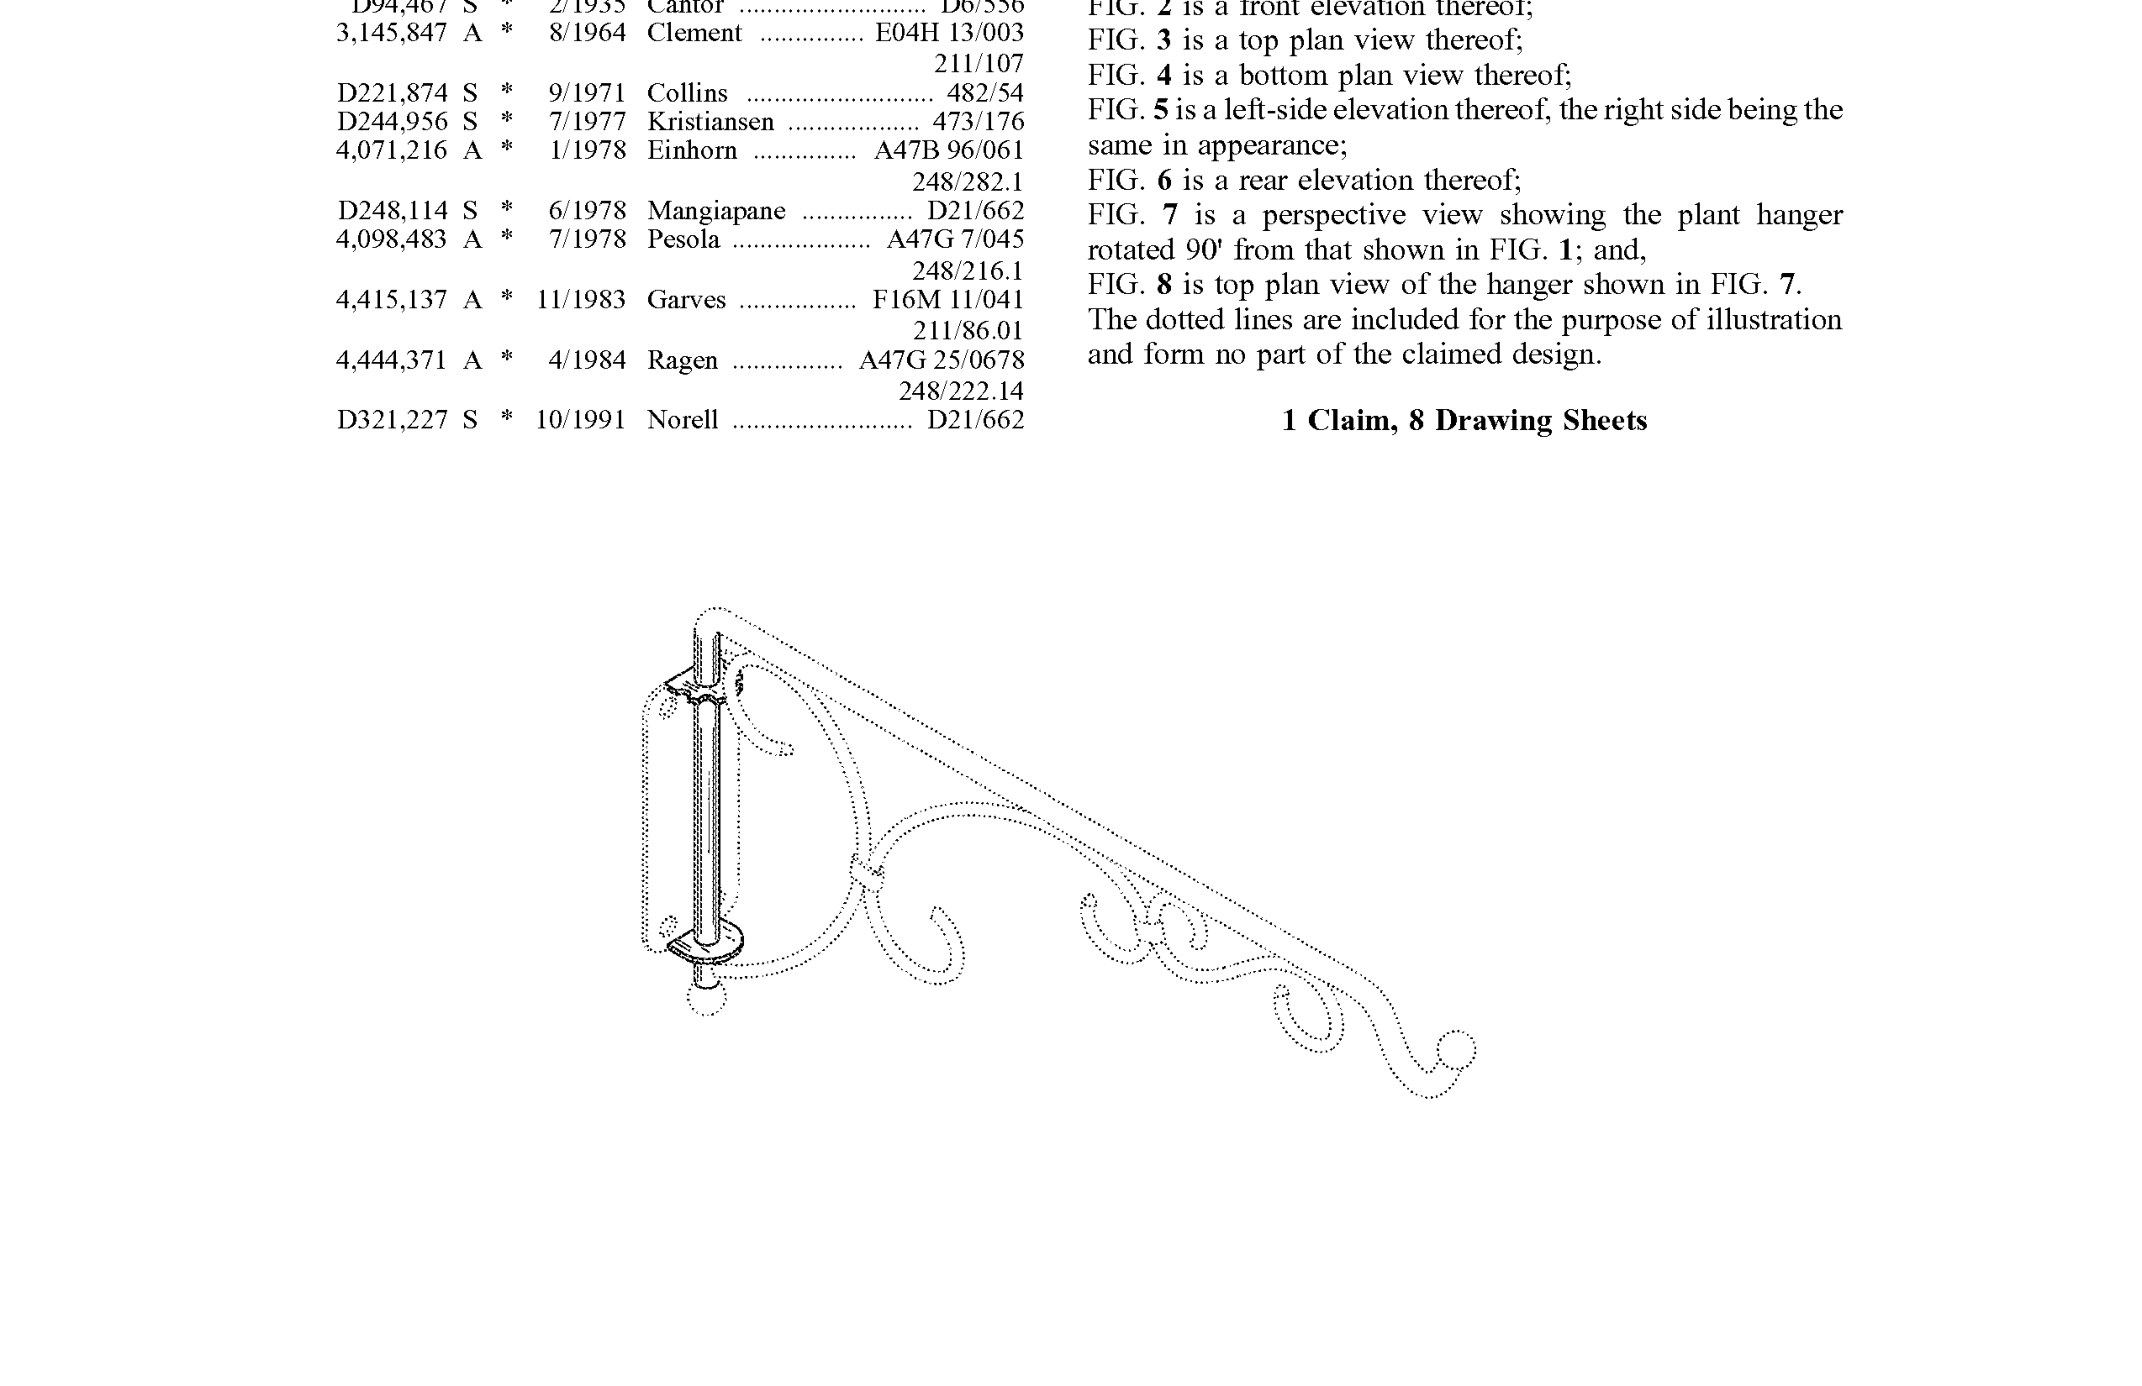 D94,467 S * 2/1935 Cantor ........................... D6/556
3,145,847 A * 8/1964 Clement ............... E04H 13/003
211/107
D221,874 S * 9/1971 Collins ........................... 482/54
D244,956 S * 7/1977 Kristiansen ................... 473/176
4,071,216 A * 1/1978 Einhorn ............... A47B 96/061
248/282.1
D248,114 S * 6/1978 Mangiapane ................ D21/662
4,098,483 A * 7/1978 Pesola .................... A47G 7/045
248/216.1
4,415,137 A * 11/1983 Garves ................. F16M 11/041
211/86.01
4,444,371 A * 4/1984 Ragen ................ A47G 25/0678
248/222.14
D321,227 S * 10/1991 Norell .......................... D21/662
FIG. 2 is a front elevation thereof;
FIG. 3 is a top plan view thereof;
FIG. 4 is a bottom plan view thereof;
FIG. 5 is a left-side elevation thereof, the right side being the
same in appearance;
FIG. 6 is a rear elevation thereof;
FIG. 7 is a perspective view showing the plant hanger
rotated 90' from that shown in FIG. 1; and,
FIG. 8 is top plan view of the hanger shown in FIG. 7.
The dotted lines are included for the purpose of illustration
and form no part of the claimed design.
1 Claim, 8 Drawing Sheets